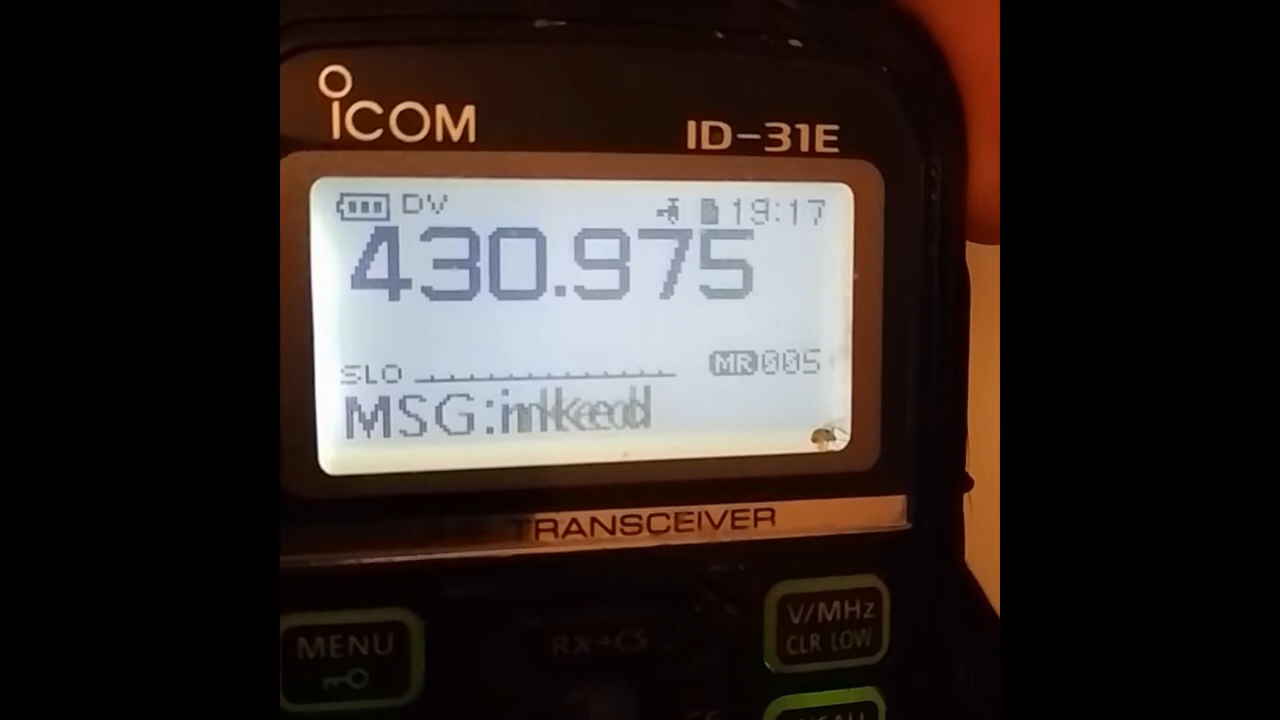 ICOM
ID-31E
DV 19:17
430.975
SLO MR 005
MSG:
TRANSCEIVER
V/MHz
MENU RX→CS CLR LOW